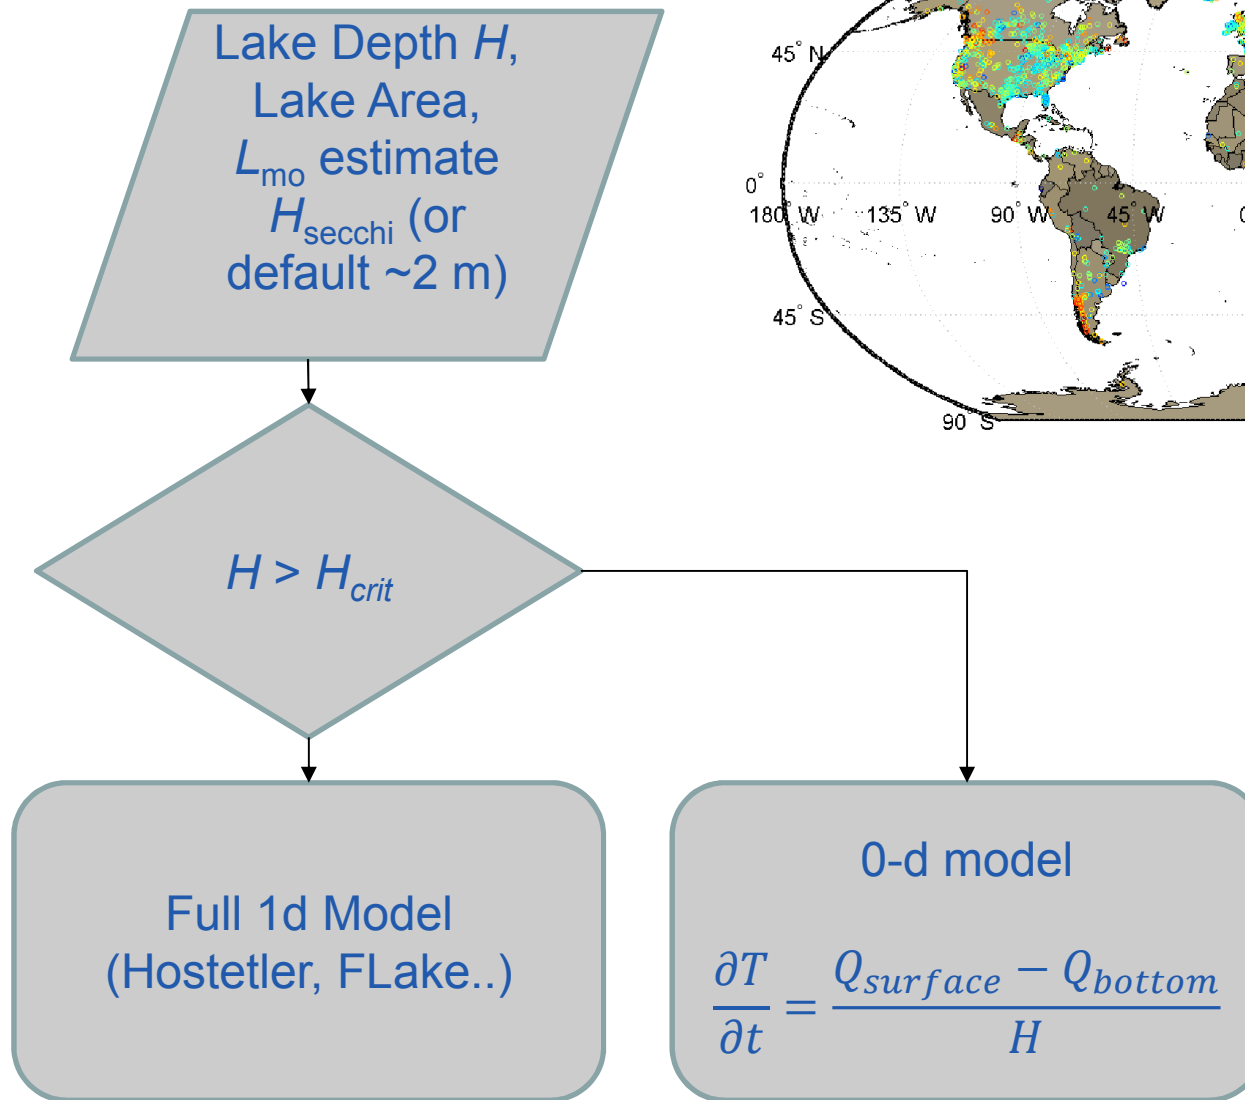 Lake Depth H,
Lake Area,
Lmo estimate
Hsecchi (or
default ~2 m)
45° N
0°
180° W
135° W
90° W
45° W
0
45° S
90° S
H > Hcrit
Full 1d Model
(Hostetler, FLake..)
0-d model
∂T/∂t = (Qsurface − Qbottom)/H